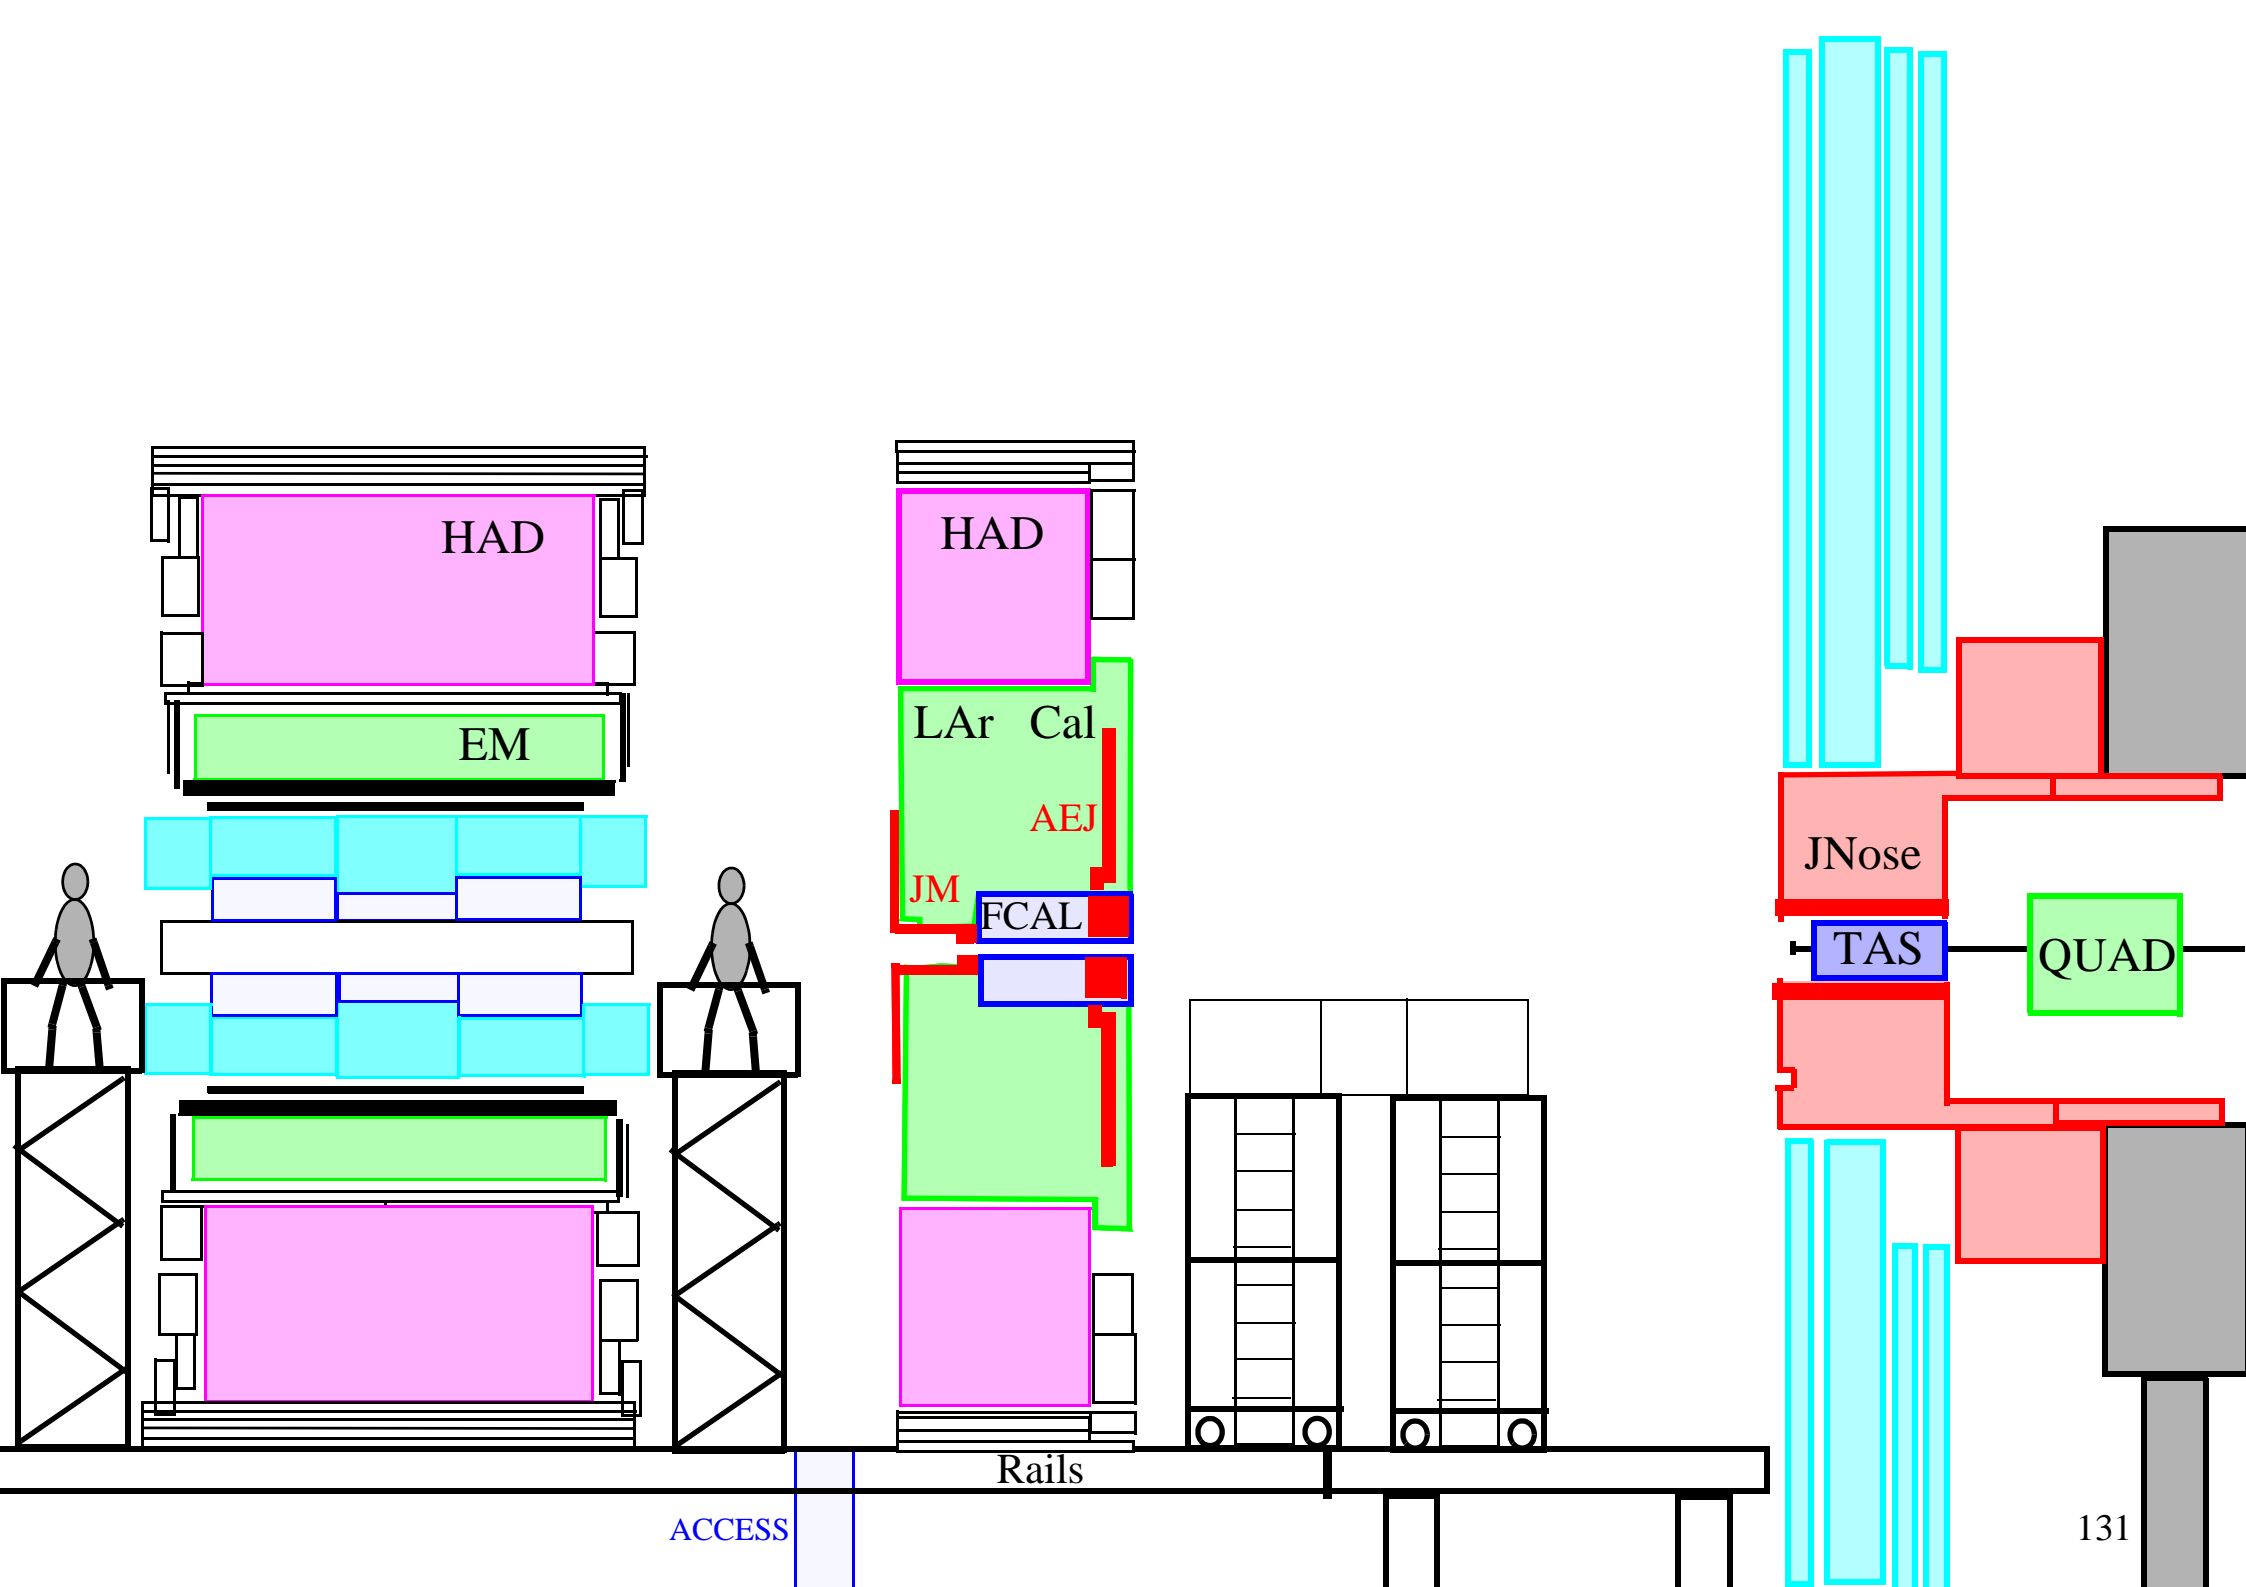 HAD
HAD
EM
LAr Cal
AEJ
JM
FCAL
JNose
TAS
QUAD
Rails
ACCESS
131